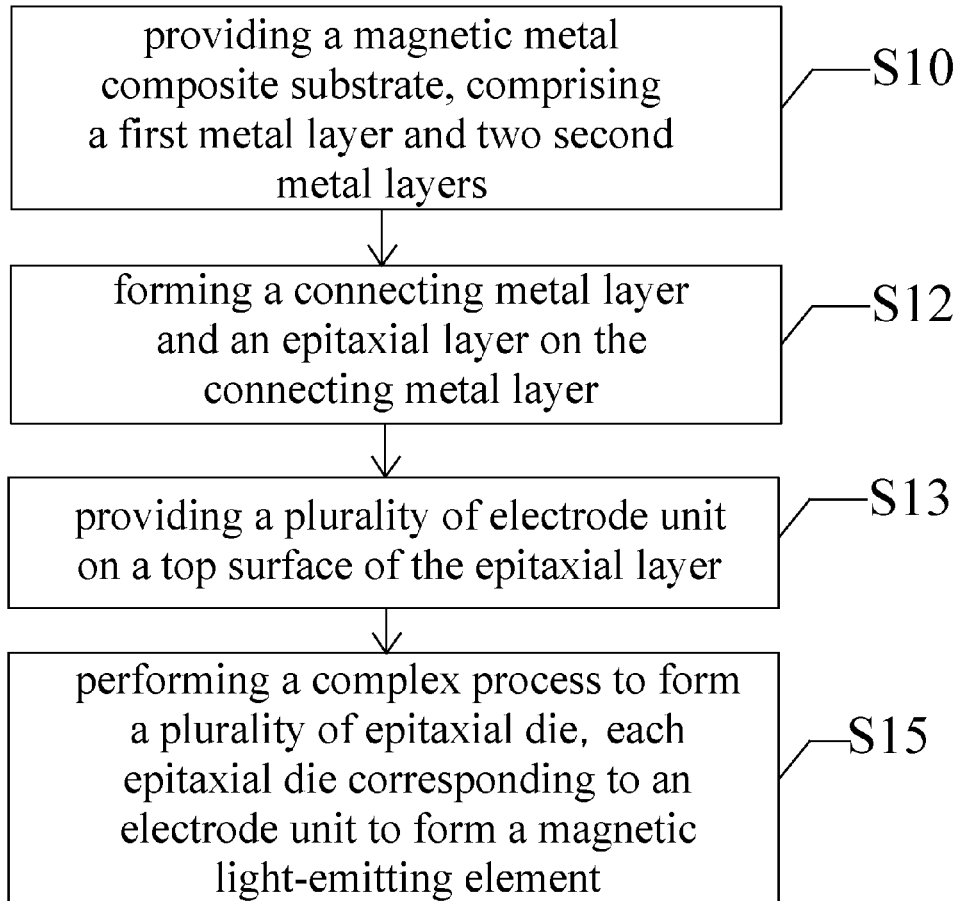 providing a magnetic metal
composite substrate, comprising
a first metal layer and two second
metal layers
S10
forming a connecting metal layer
and an epitaxial layer on the
connecting metal layer
S12
providing a plurality of electrode unit
on a top surface of the epitaxial layer
S13
performing a complex process to form
a plurality of epitaxial die, each
epitaxial die corresponding to an
electrode unit to form a magnetic
light-emitting element
S15